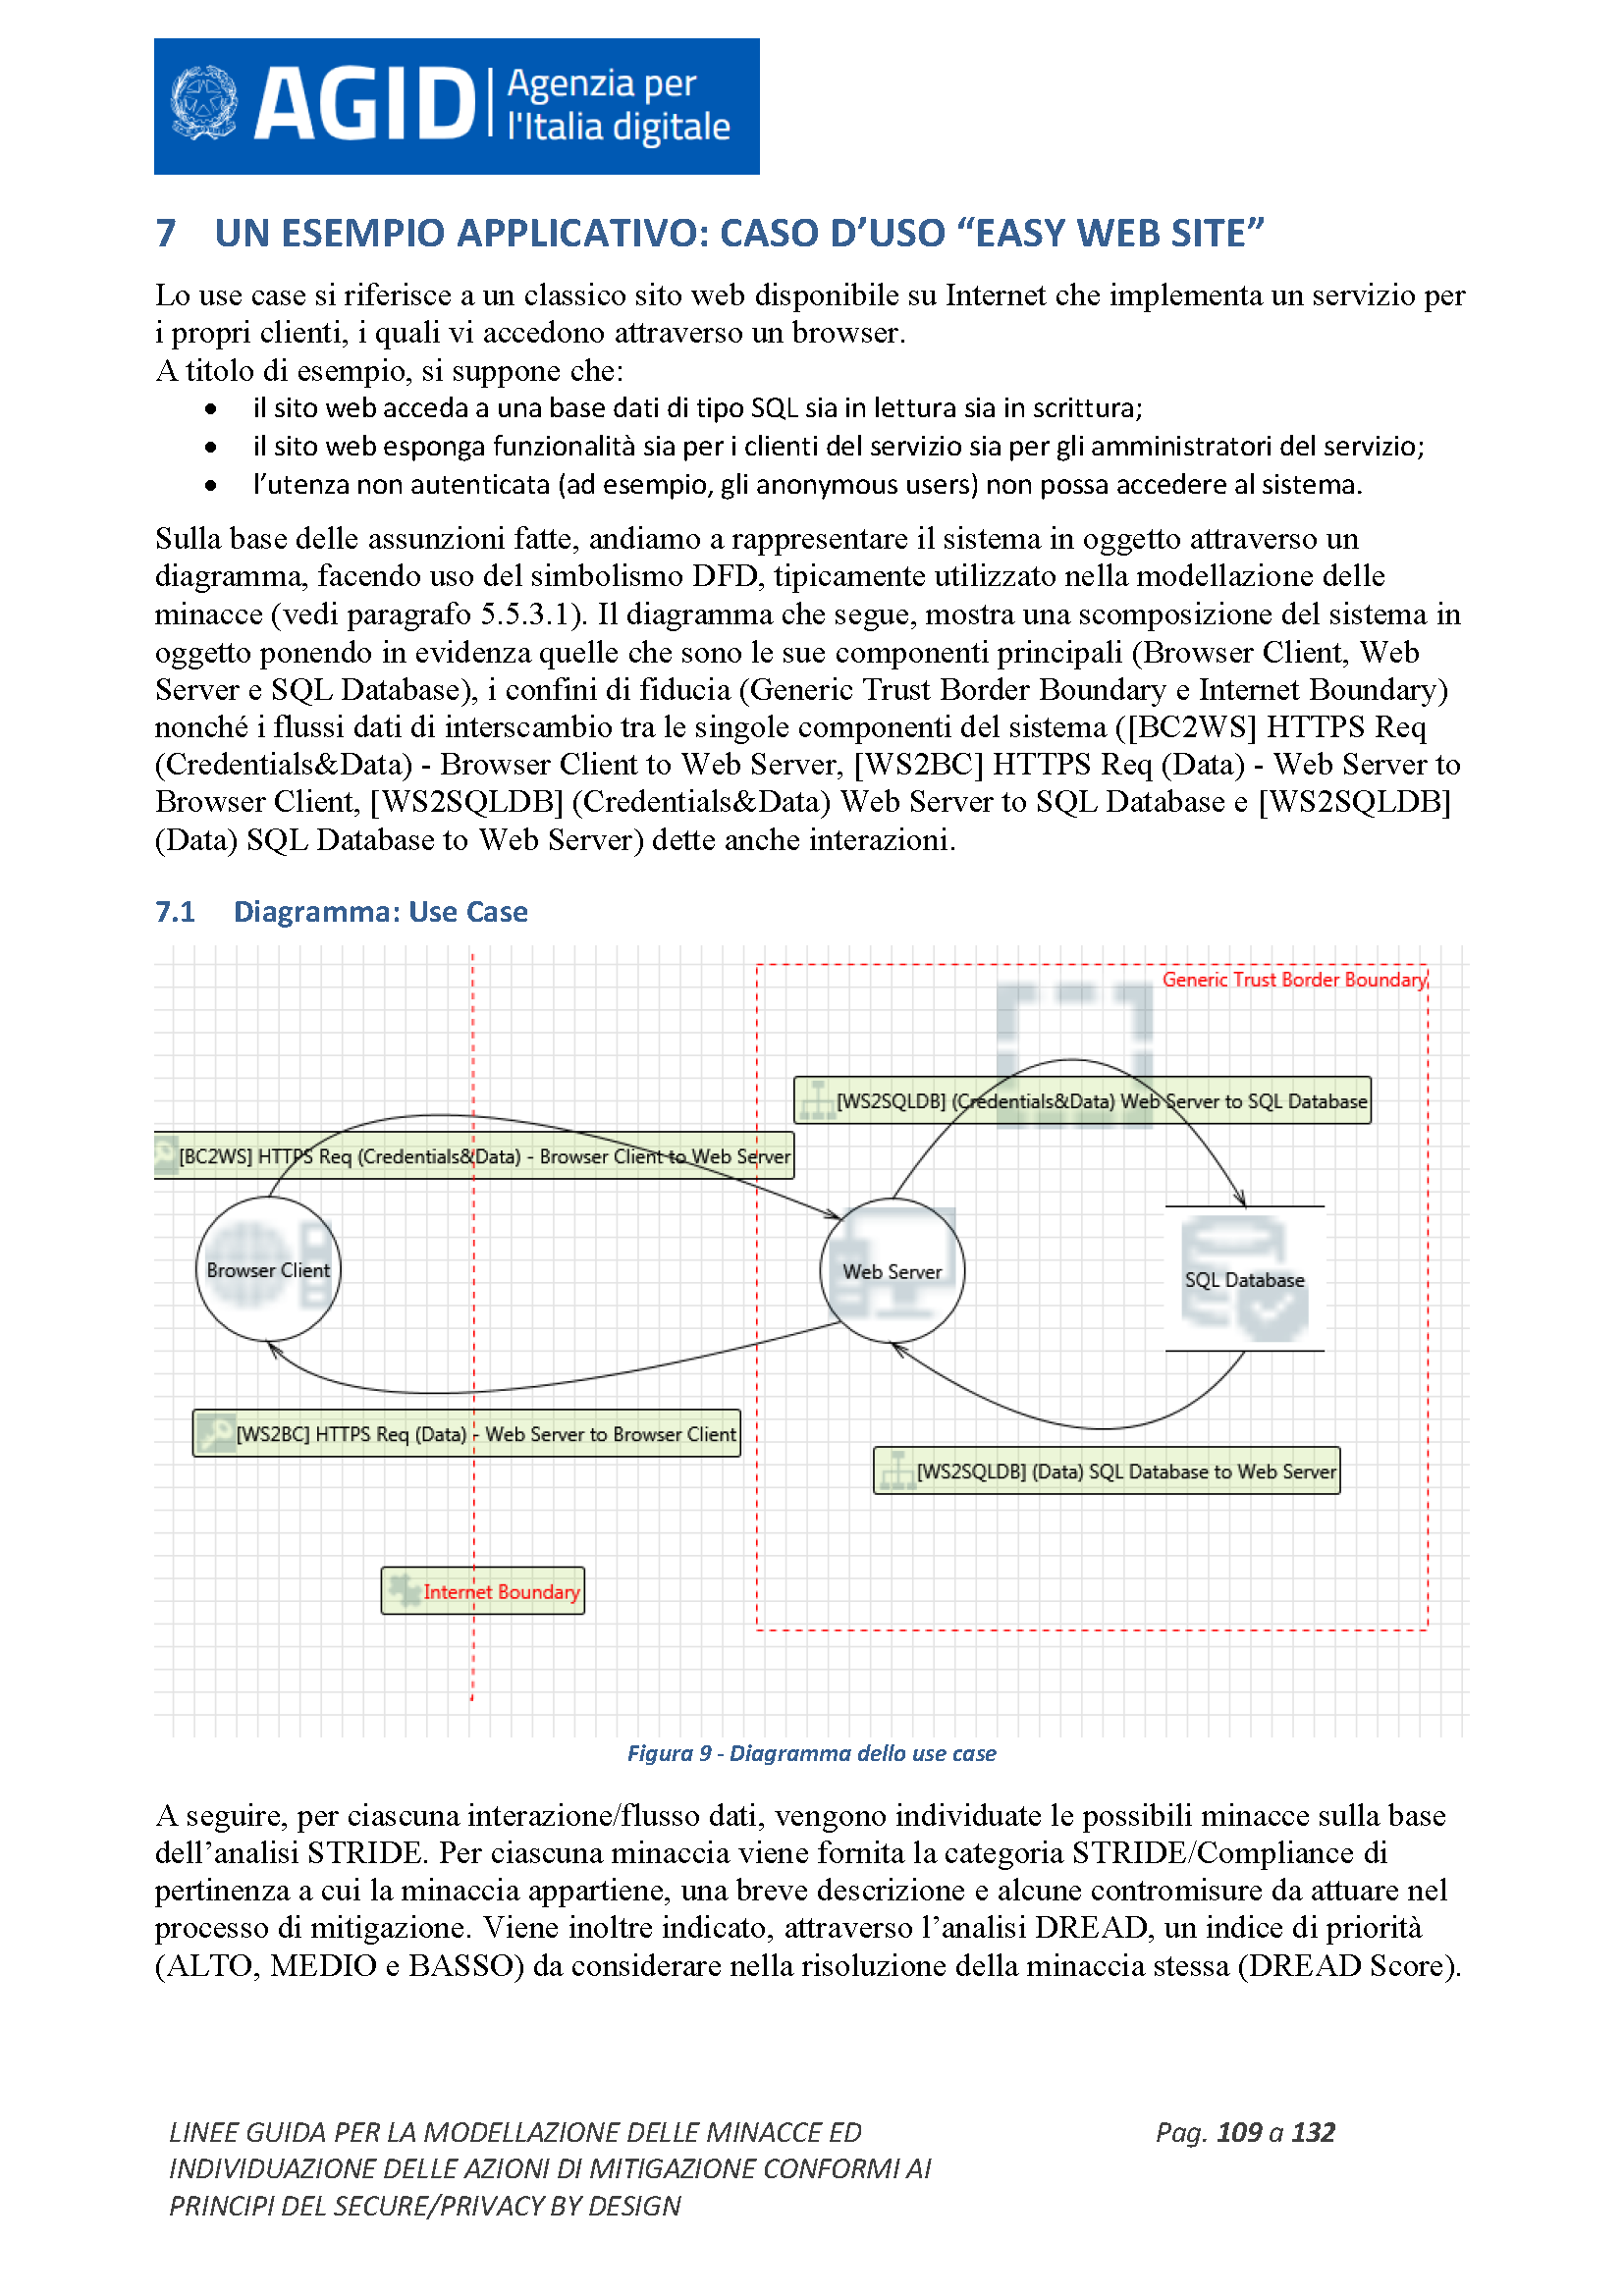 AGID
Agenzia per
l'Italia digitale
7 UN ESEMPIO APPLICATIVO: CASO D’USO “EASY WEB SITE”
Lo use case si riferisce a un classico sito web disponibile su Internet che implementa un servizio per
i propri clienti, i quali vi accedono attraverso un browser.
A titolo di esempio, si suppone che:
• il sito web acceda a una base dati di tipo SQL sia in lettura sia in scrittura;
• il sito web esponga funzionalità sia per i clienti del servizio sia per gli amministratori del servizio;
• l’utenza non autenticata (ad esempio, gli anonymous users) non possa accedere al sistema.
Sulla base delle assunzioni fatte, andiamo a rappresentare il sistema in oggetto attraverso un
diagramma, facendo uso del simbolismo DFD, tipicamente utilizzato nella modellazione delle
minacce (vedi paragrafo 5.5.3.1). Il diagramma che segue, mostra una scomposizione del sistema in
oggetto ponendo in evidenza quelle che sono le sue componenti principali (Browser Client, Web
Server e SQL Database), i confini di fiducia (Generic Trust Border Boundary e Internet Boundary)
nonché i flussi dati di interscambio tra le singole componenti del sistema ([BC2WS] HTTPS Req
(Credentials&Data) - Browser Client to Web Server, [WS2BC] HTTPS Req (Data) - Web Server to
Browser Client, [WS2SQLDB] (Credentials&Data) Web Server to SQL Database e [WS2SQLDB]
(Data) SQL Database to Web Server) dette anche interazioni.
7.1 Diagramma: Use Case
Generic Trust Border Boundary
[WS2SQLDB] (Credentials&Data) Web Server to SQL Database
[BC2WS] HTTPS Req (Credentials&Data) - Browser Client to Web Server
Browser Client
Web Server
SQL Database
[WS2BC] HTTPS Req (Data) - Web Server to Browser Client
[WS2SQLDB] (Data) SQL Database to Web Server
Internet Boundary
Figura 9 - Diagramma dello use case
A seguire, per ciascuna interazione/flusso dati, vengono individuate le possibili minacce sulla base
dell’analisi STRIDE. Per ciascuna minaccia viene fornita la categoria STRIDE/Compliance di
pertinenza a cui la minaccia appartiene, una breve descrizione e alcune contromisure da attuare nel
processo di mitigazione. Viene inoltre indicato, attraverso l’analisi DREAD, un indice di priorità
(ALTO, MEDIO e BASSO) da considerare nella risoluzione della minaccia stessa (DREAD Score).
LINEE GUIDA PER LA MODELLAZIONE DELLE MINACCE ED
INDIVIDUAZIONE DELLE AZIONI DI MITIGAZIONE CONFORMI AI
PRINCIPI DEL SECURE/PRIVACY BY DESIGN
Pag. 109 a 132